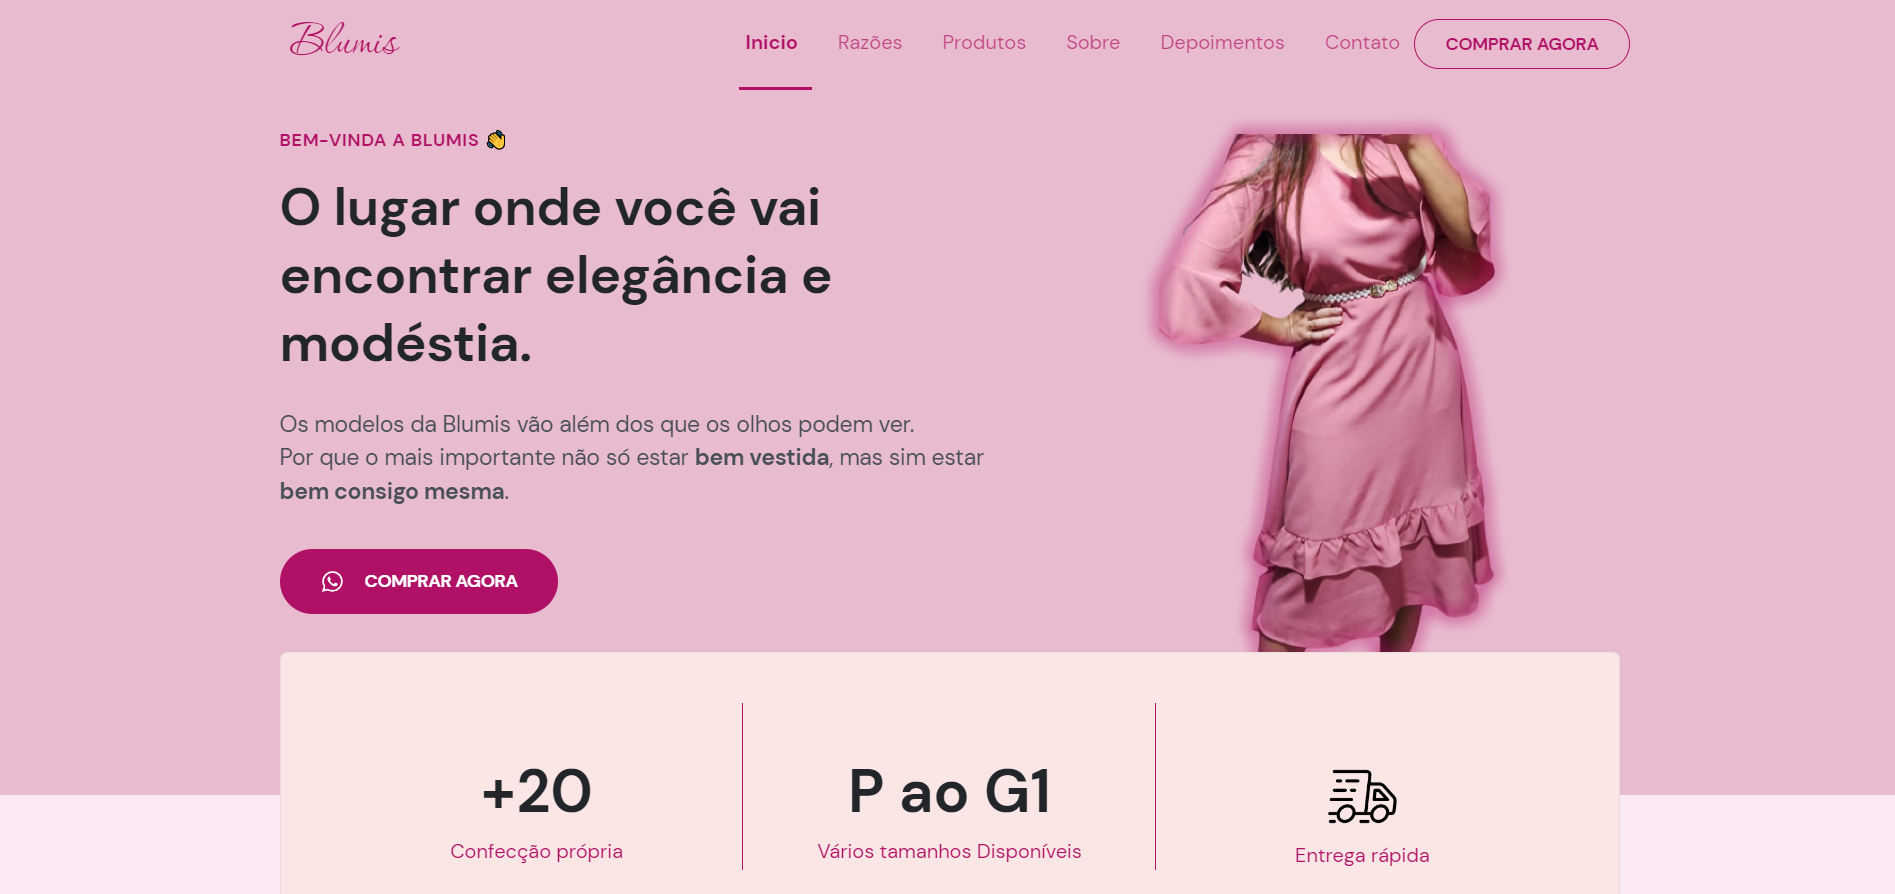 Blumis
Inicio Razões Produtos Sobre Depoimentos Contato COMPRAR AGORA
BEM-VINDA A BLUMIS 👋
O lugar onde você vai
encontrar elegância e
modéstia.
Os modelos da Blumis vão além dos que os olhos podem ver.
Por que o mais importante não só estar bem vestida, mas sim estar
bem consigo mesma.
COMPRAR AGORA
+20
Confecção própria
P ao G1
Vários tamanhos Disponíveis
Entrega rápida